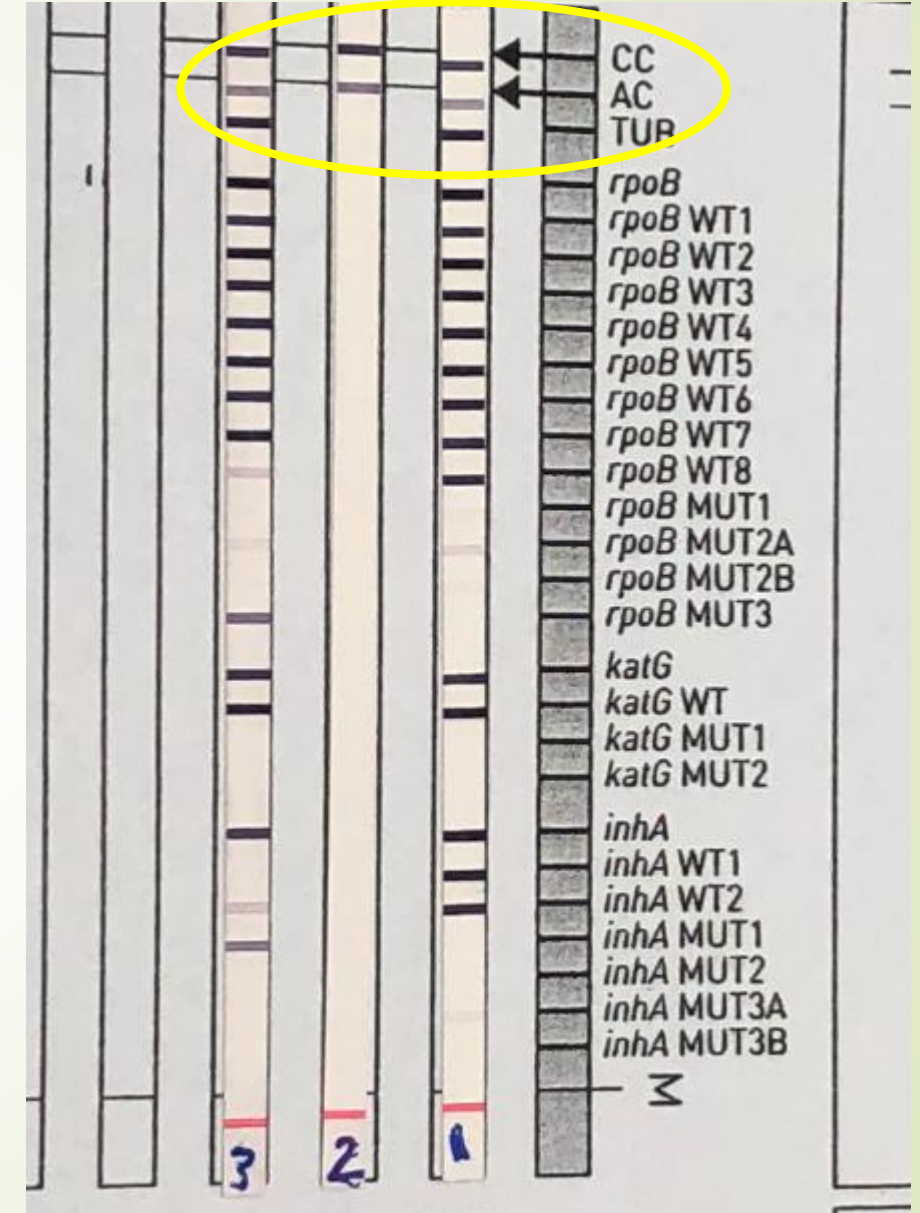 CC
AC
TUB
rpoB
rpoB WT1
rpoB WT2
rpoB WT3
rpoB WT4
rpoB WT5
rpoB WT6
rpoB WT7
rpoB WT8
rpoB MUT1
rpoB MUT2A
rpoB MUT2B
rpoB MUT3
katG
katG WT
katG MUT1
katG MUT2
inhA
inhA WT1
inhA WT2
inhA MUT1
inhA MUT2
inhA MUT3A
inhA MUT3B
M
3 2 1